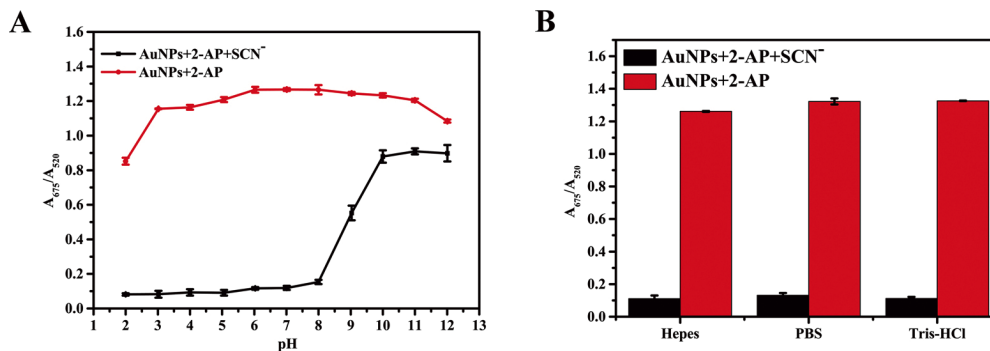 A
AuNPs+2-AP+SCN⁻
AuNPs+2-AP
1.6
1.4
1.2
1.0
0.8
0.6
0.4
0.2
0.0
A675/A520
1 2 3 4 5 6 7 8 9 10 11 12 13
pH
B
AuNPs+2-AP+SCN⁻
AuNPs+2-AP
1.6
1.4
1.2
1.0
0.8
0.6
0.4
0.2
0.0
A675/A520
Hepes PBS Tris-HCl